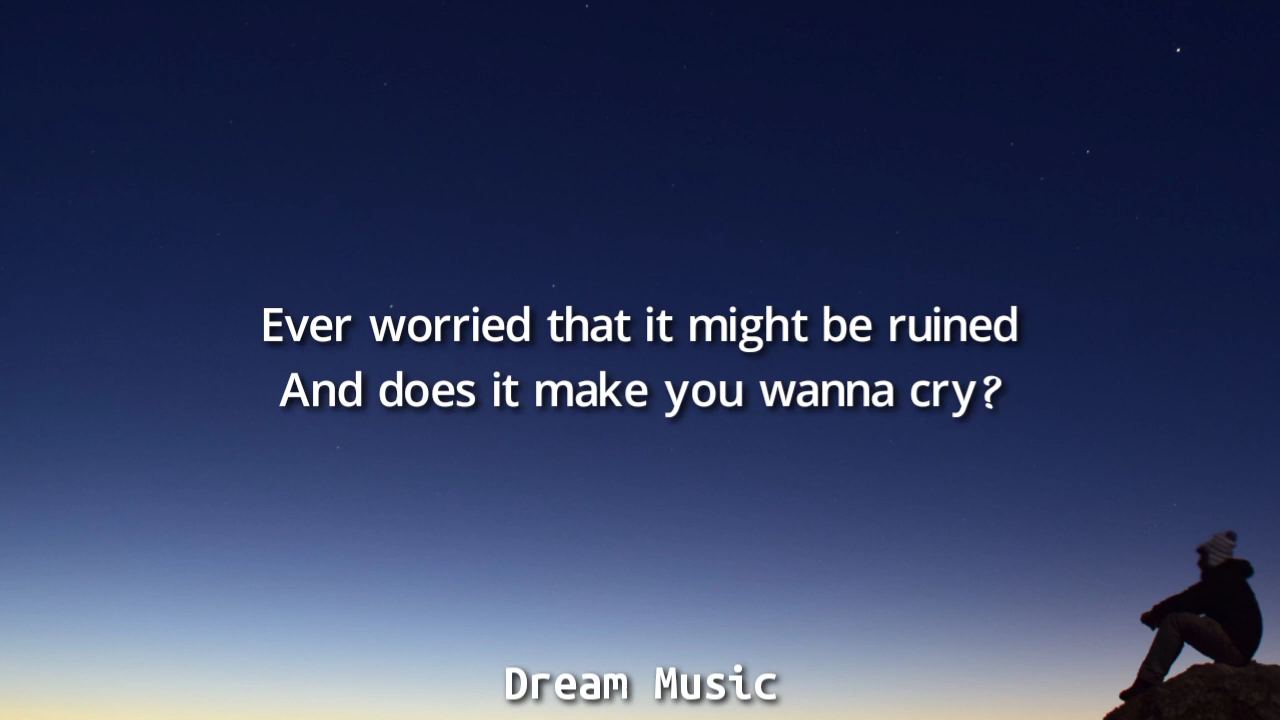 Ever worried that it might be ruined
And does it make you wanna cry?
Dream Music